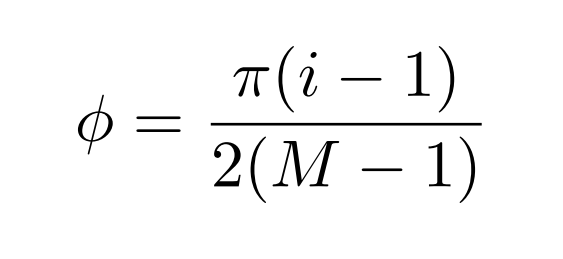 ϕ = π(i − 1) / 2(M − 1)